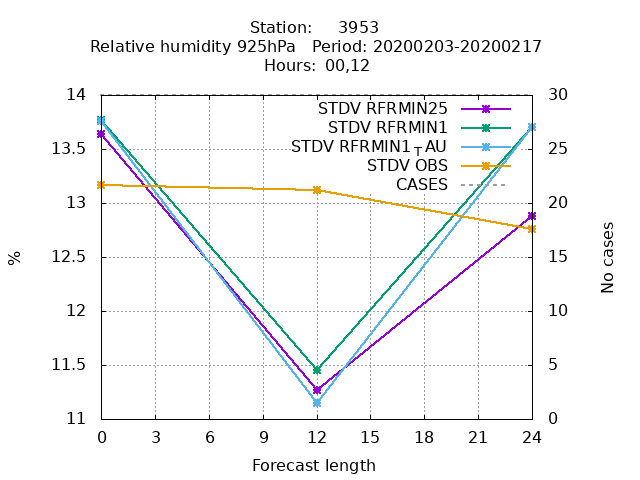 Station: 3953
Relative humidity 925hPa Period: 20200203-20200217
Hours: 00,12
14 30
STDV RFRMIN25
STDV RFRMIN1
13.5 STDV RFRMIN1TAU 25
STDV OBS
CASES
13 20
%
12.5 15
No cases
12 10
11.5 5
11 0
0 3 6 9 12 15 18 21 24
Forecast length